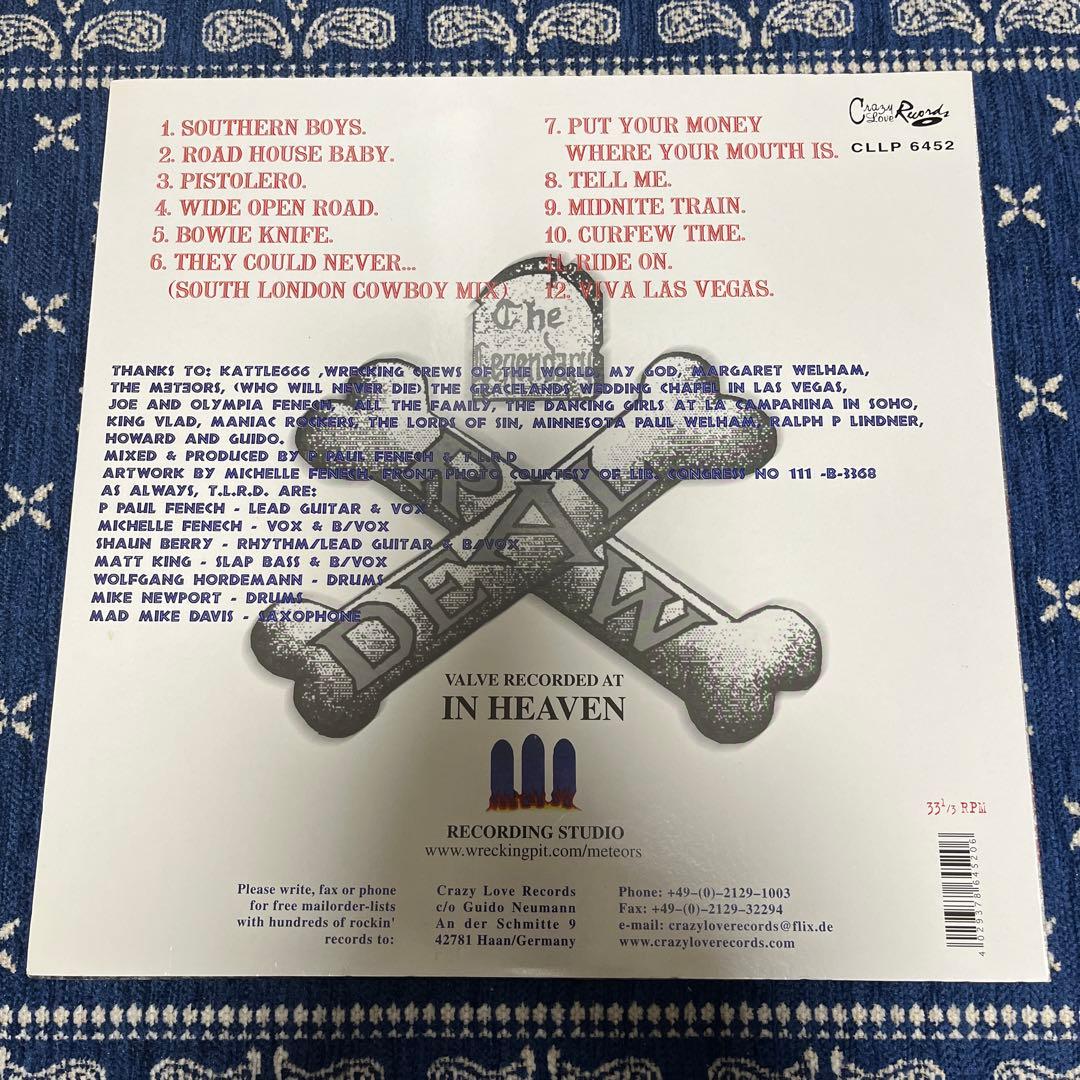 1. SOUTHERN BOYS.
2. ROAD HOUSE BABY.
3. PISTOLERO.
4. WIDE OPEN ROAD.
5. BOWIE KNIFE.
6. THEY COULD NEVER...
(SOUTH LONDON COWBOY MIX)
7. PUT YOUR MONEY
WHERE YOUR MOUTH IS.
8. TELL ME.
9. MIDNITE TRAIN.
10. CURFEW TIME.
11. RIDE ON.
12. VIVA LAS VEGAS.
Crazy Love Records
CLLP 6452
The
Legendary
RAW
DEAL
THANKS TO: KATTLE666 ,WRECKING CREWS OF THE WORLD, MY GOD, MARGARET WELHAM,
THE METEORS, (WHO WILL NEVER DIE) THE GRACELANDS WEDDING CHAPEL IN LAS VEGAS,
JOE AND OLYMPIA FENECH, ALL THE FAMILY, THE DANCING GIRLS AT LA CAMPANINA IN SOHO,
KING VLAD, MANIAC ROCKERS, THE LORDS OF SIN, MINNESOTA PAUL WELHAM, RALPH P LINDNER,
HOWARD AND GUIDO.
MIXED & PRODUCED BY P PAUL FENECH & T.L.R.D
ARTWORK BY MICHELLE FENECH, FRONT PHOTO COURTESY OF LIB. CONGRESS NO 111 -B-3368
AS ALWAYS, T.L.R.D. ARE:
P PAUL FENECH - LEAD GUITAR & VOX
MICHELLE FENECH - VOX & B/VOX
SHAUN BERRY - RHYTHM/LEAD GUITAR & B/VOX
MATT KING - SLAP BASS & B/VOX
WOLFGANG HORDEMANN - DRUMS
MIKE NEWPORT - DRUMS
MAD MIKE DAVIS - SAXOPHONE
VALVE RECORDED AT
IN HEAVEN
RECORDING STUDIO
www.wreckingpit.com/meteors
33 1/3 RPM
Please write, fax or phone
for free mailorder-lists
with hundreds of rockin'
records to:
Crazy Love Records
c/o Guido Neumann
An der Schmitte 9
42781 Haan/Germany
Phone: +49-(0)-2129-1003
Fax: +49-(0)-2129-32294
e-mail: crazyloverecords@flix.de
www.crazyloverecords.com
4 029378 645206